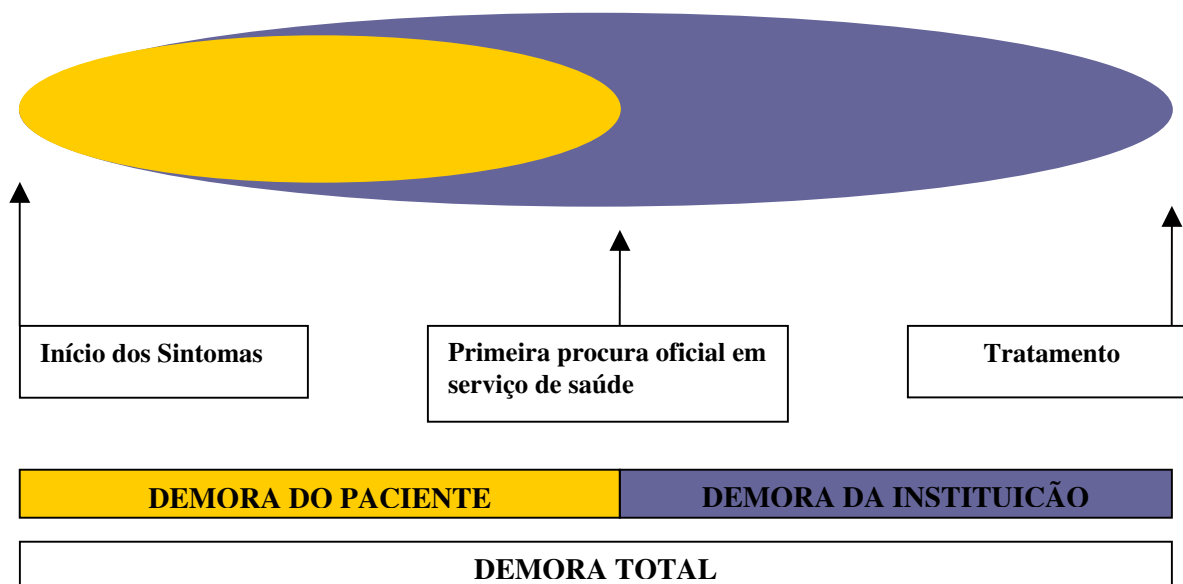 Início dos Sintomas
Primeira procura oficial em
serviço de saúde
Tratamento
DEMORA DO PACIENTE
DEMORA DA INSTITUICÃO
DEMORA TOTAL